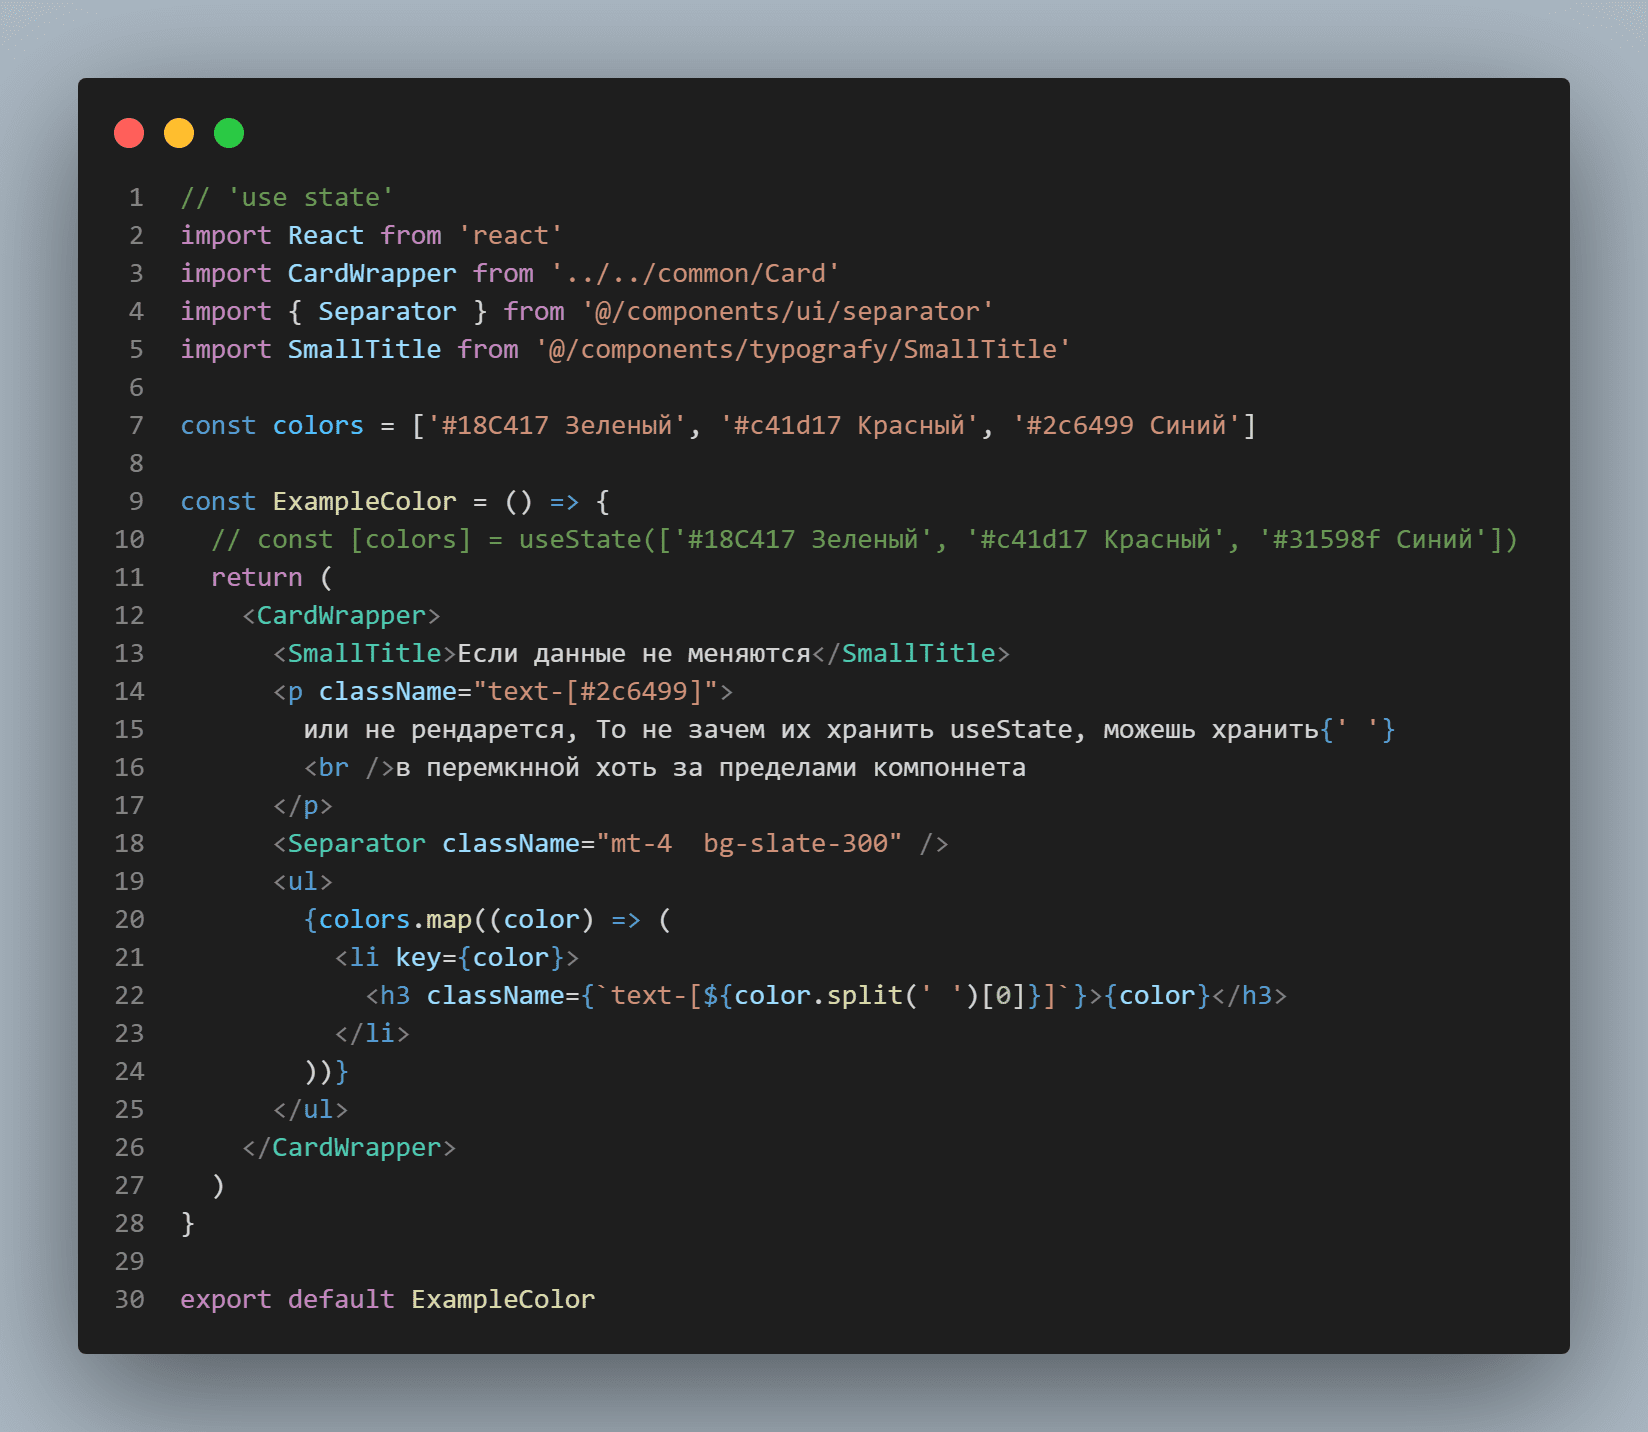 1 // 'use state'
2 import React from 'react'
3 import CardWrapper from '../../common/Card'
4 import { Separator } from '@/components/ui/separator'
5 import SmallTitle from '@/components/typografy/SmallTitle'
6
7 const colors = ['#18C417 Зеленый', '#c41d17 Красный', '#2c6499 Синий']
8
9 const ExampleColor = () => {
10   // const [colors] = useState(['#18C417 Зеленый', '#c41d17 Красный', '#31598f Синий'])
11   return (
12     <CardWrapper>
13       <SmallTitle>Если данные не меняются</SmallTitle>
14       <p className="text-[#2c6499]">
15         или не рендарется, То не зачем их хранить useState, можешь хранить{' '}
16         <br />в перемкнной хоть за пределами компоннета
17       </p>
18       <Separator className="mt-4  bg-slate-300" />
19       <ul>
20         {colors.map((color) => (
21           <li key={color}>
22             <h3 className={`text-[${color.split(' ')[0]}]`}>{color}</h3>
23           </li>
24         ))}
25       </ul>
26     </CardWrapper>
27   )
28 }
29
30 export default ExampleColor